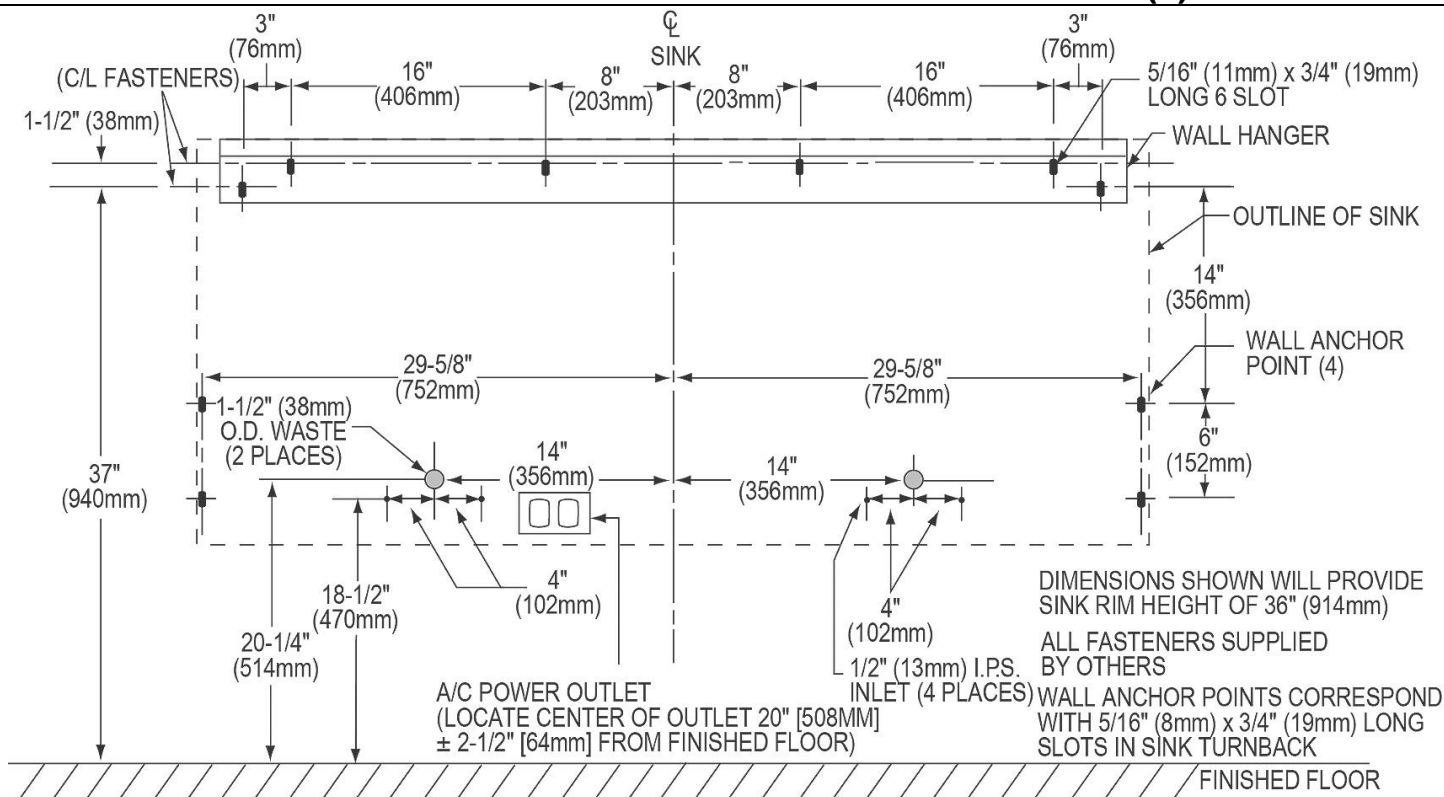 (C/L FASTENERS)
3"
(76mm)
16"
(406mm)
8"
(203mm)
℄
SINK
8"
(203mm)
16"
(406mm)
3"
(76mm)
5/16" (11mm) x 3/4" (19mm)
LONG 6 SLOT
1-1/2" (38mm)
WALL HANGER
OUTLINE OF SINK
14"
(356mm)
WALL ANCHOR
POINT (4)
29-5/8"
(752mm)
29-5/8"
(752mm)
1-1/2" (38mm)
O.D. WASTE
(2 PLACES)
14"
(356mm)
14"
(356mm)
6"
(152mm)
37"
(940mm)
4"
(102mm)
18-1/2"
(470mm)
20-1/4"
(514mm)
4"
(102mm)
1/2" (13mm) I.P.S.
INLET (4 PLACES)
A/C POWER OUTLET
(LOCATE CENTER OF OUTLET 20" [508MM]
± 2-1/2" [64mm] FROM FINISHED FLOOR)
DIMENSIONS SHOWN WILL PROVIDE
SINK RIM HEIGHT OF 36" (914mm)
ALL FASTENERS SUPPLIED
BY OTHERS
WALL ANCHOR POINTS CORRESPOND
WITH 5/16" (8mm) x 3/4" (19mm) LONG
SLOTS IN SINK TURNBACK
FINISHED FLOOR